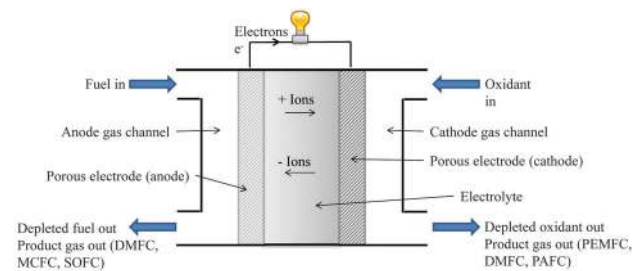 Electrons
e-
Fuel in
Oxidant
in
+ Ions
Anode gas channel
Cathode gas channel
- Ions
Porous electrode (cathode)
Porous electrode (anode)
Electrolyte
Depleted fuel out
Product gas out (DMFC,
MCFC, SOFC)
Depleted oxidant out
Product gas out (PEMFC,
DMFC, PAFC)